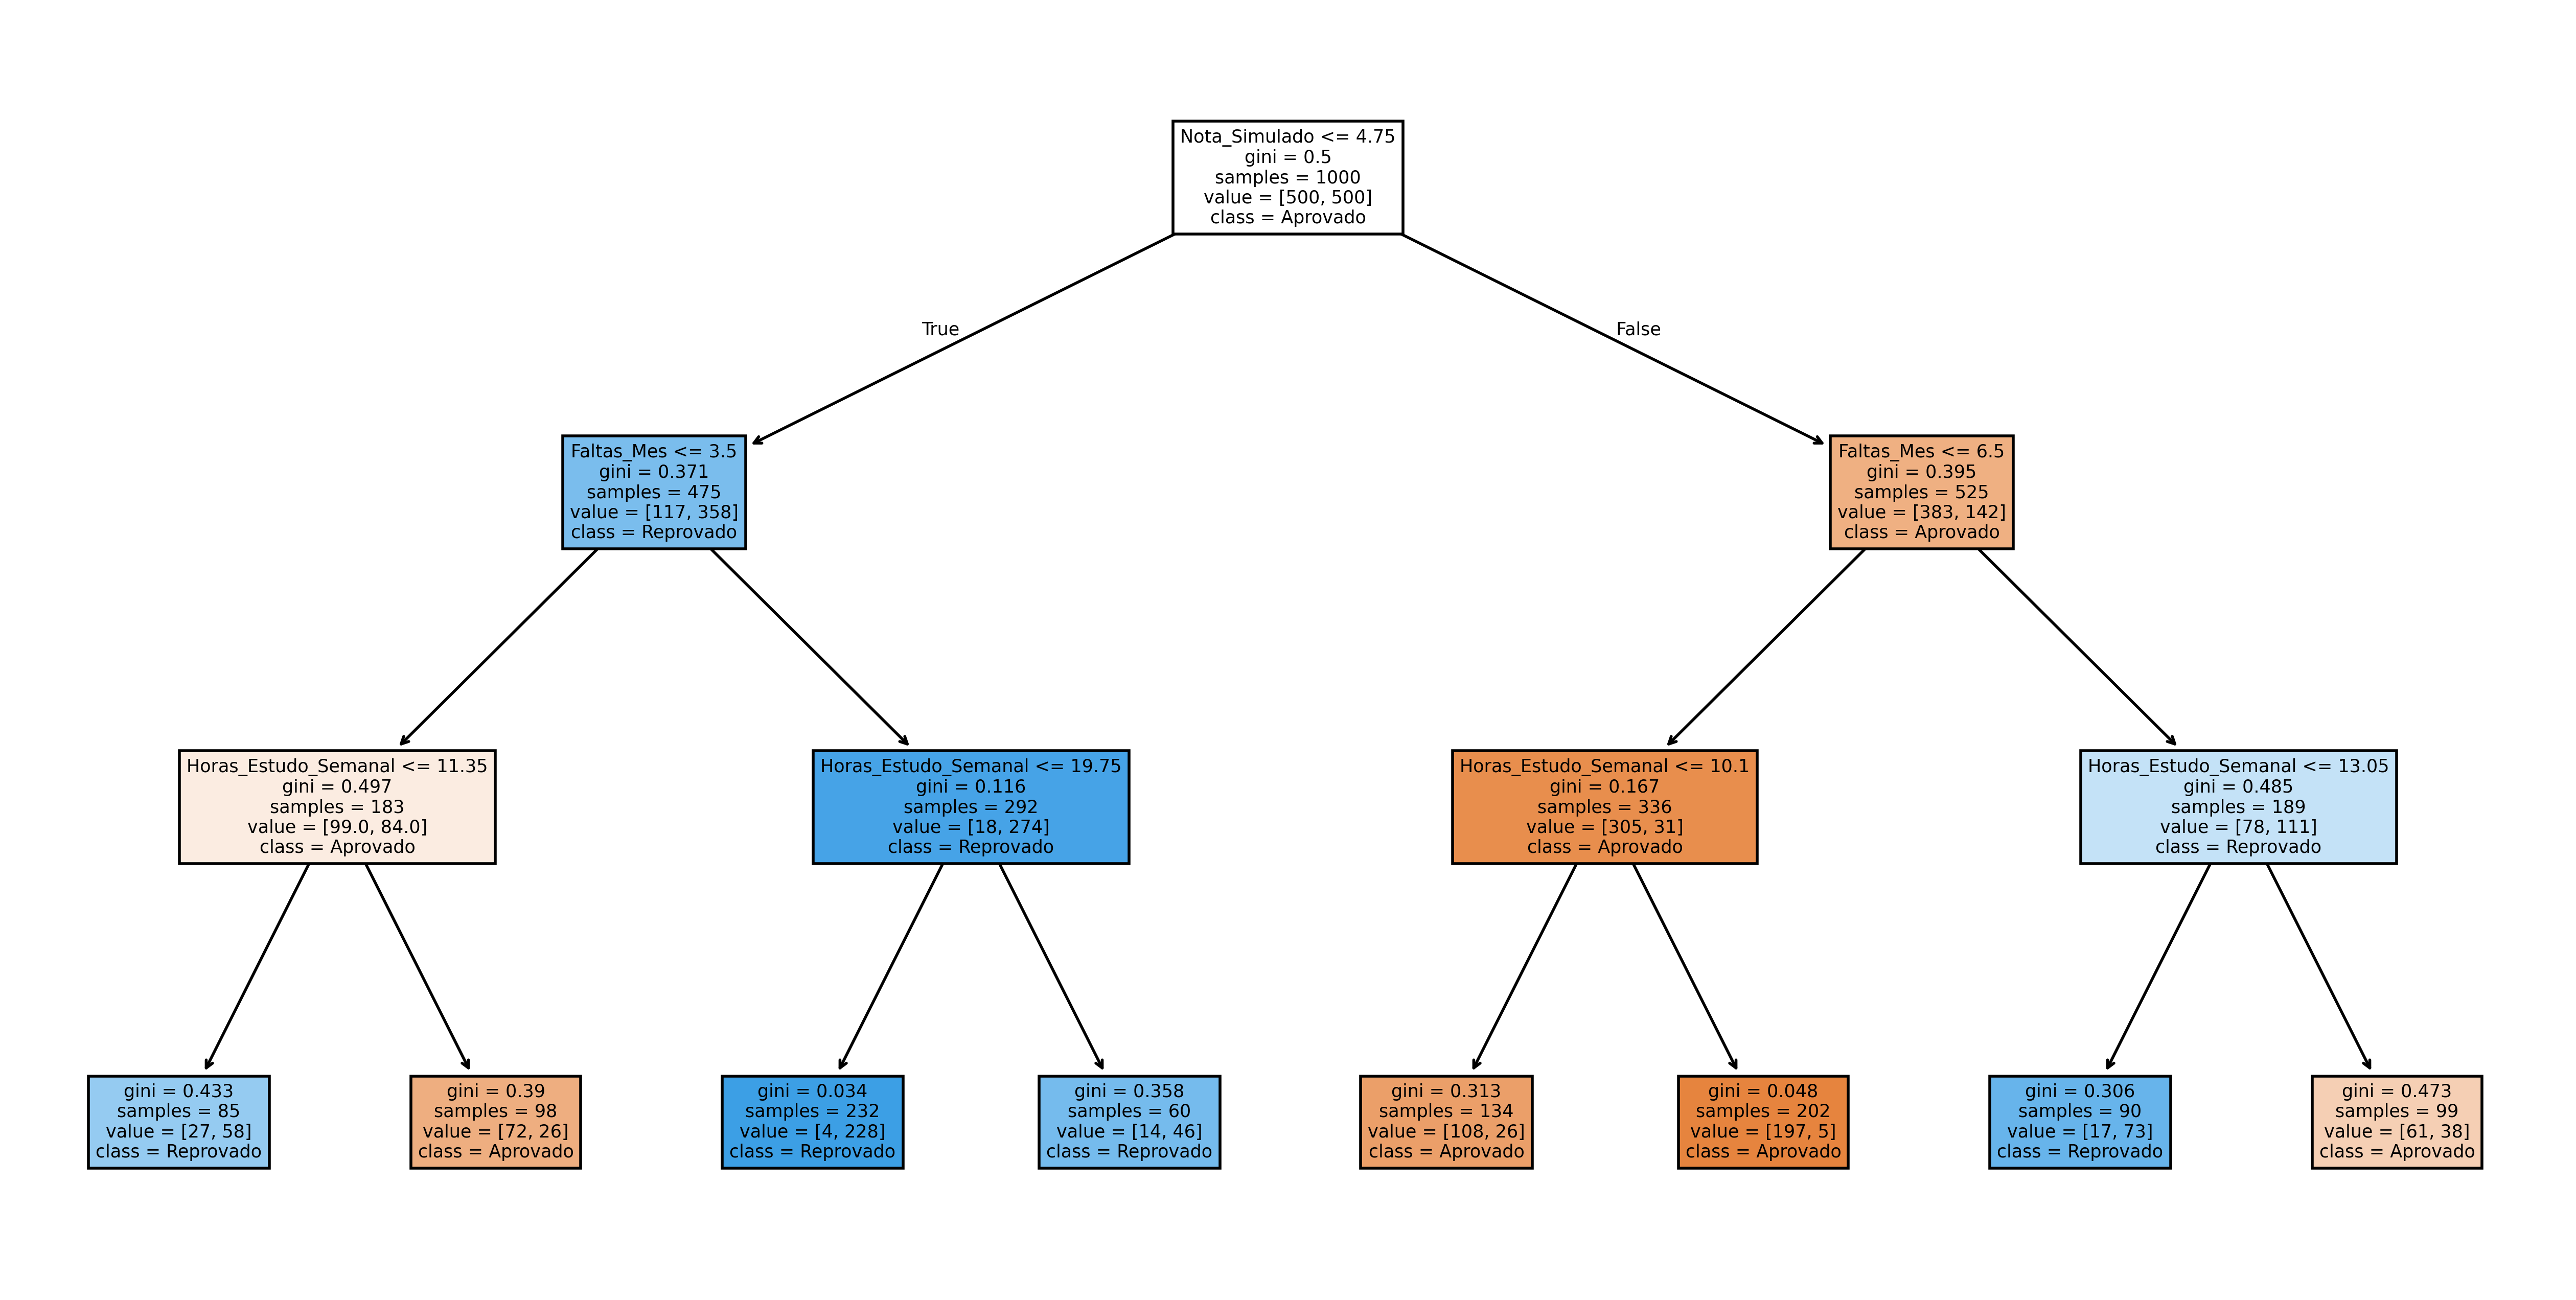 Nota_Simulado <= 4.75
gini = 0.5
samples = 1000
value = [500, 500]
class = Aprovado
True
False
Faltas_Mes <= 3.5
gini = 0.371
samples = 475
value = [117, 358]
class = Reprovado
Faltas_Mes <= 6.5
gini = 0.395
samples = 525
value = [383, 142]
class = Aprovado
Horas_Estudo_Semanal <= 11.35
gini = 0.497
samples = 183
value = [99.0, 84.0]
class = Aprovado
Horas_Estudo_Semanal <= 19.75
gini = 0.116
samples = 292
value = [18, 274]
class = Reprovado
Horas_Estudo_Semanal <= 10.1
gini = 0.167
samples = 336
value = [305, 31]
class = Aprovado
Horas_Estudo_Semanal <= 13.05
gini = 0.485
samples = 189
value = [78, 111]
class = Reprovado
gini = 0.433
samples = 85
value = [27, 58]
class = Reprovado
gini = 0.39
samples = 98
value = [72, 26]
class = Aprovado
gini = 0.034
samples = 232
value = [4, 228]
class = Reprovado
gini = 0.358
samples = 60
value = [14, 46]
class = Reprovado
gini = 0.313
samples = 134
value = [108, 26]
class = Aprovado
gini = 0.048
samples = 202
value = [197, 5]
class = Aprovado
gini = 0.306
samples = 90
value = [17, 73]
class = Reprovado
gini = 0.473
samples = 99
value = [61, 38]
class = Aprovado